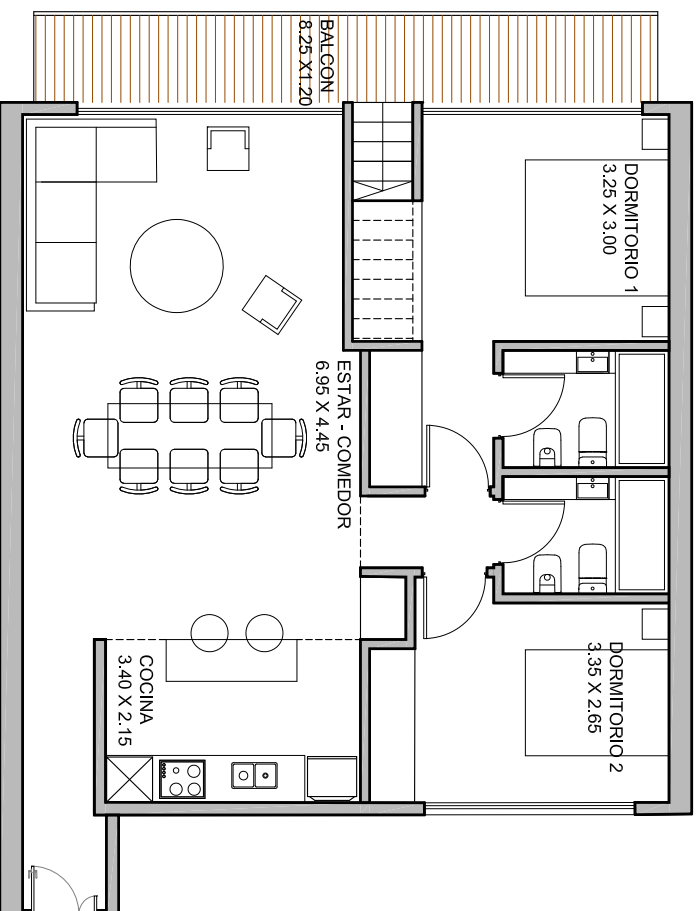 BALCON
8.25 X1.20
DORMITORIO 1
3.25 X 3.00
ESTAR - COMEDOR
6.95 X 4.45
DORMITORIO 2
3.35 X 2.65
COCINA
3.40 X 2.15